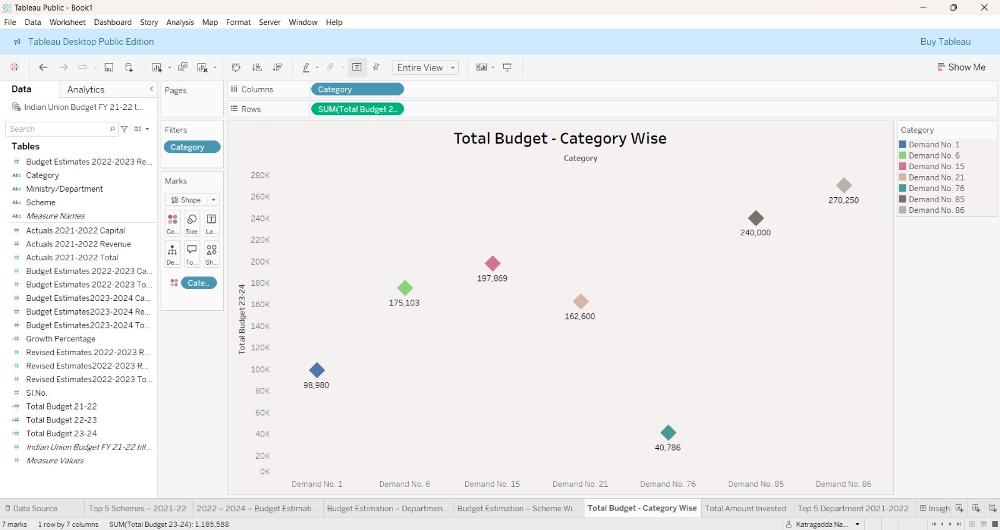 Tableau Public - Book1
File Data Worksheet Dashboard Story Analysis Map Format Server Window Help
Tableau Desktop Public Edition
Buy Tableau
Entire View
Show Me
Data
Analytics
Indian Union Budget FY 21-22 t...
Search
Tables
Budget Estimates 2022-2023 Re...
Abc Category
Abc Ministry/Department
Abc Scheme
Abc Measure Names
Actuals 2021-2022 Capital
Actuals 2021-2022 Revenue
Actuals 2021-2022 Total
Budget Estimates 2022-2023 Ca...
Budget Estimates 2022-2023 To...
Budget Estimates2023-2024 Ca...
Budget Estimates2023-2024 Re...
Budget Estimates2023-2024 To...
Growth Percentage
Revised Estimates 2022-2023 R...
Revised Estimates2022-2023 R...
Revised Estimates2022-2023 To...
Sl.No.
Total Budget 21-22
Total Budget 22-23
Total Budget 23-24
Indian Union Budget FY 21-22 till...
Measure Values
Pages
Filters
Category
Marks
Shape
Co... Size La...
De... To... Sh...
Cate..
Columns
Category
Rows
SUM(Total Budget 2..
Total Budget - Category Wise
Category
Total Budget 23-24
280K
260K
240K
220K
200K
180K
160K
140K
120K
100K
80K
60K
40K
20K
0K
98,980
175,103
197,869
162,600
40,786
240,000
270,250
Demand No. 1
Demand No. 6
Demand No. 15
Demand No. 21
Demand No. 76
Demand No. 85
Demand No. 86
Category
Demand No. 1
Demand No. 6
Demand No. 15
Demand No. 21
Demand No. 76
Demand No. 85
Demand No. 86
Data Source
Top 5 Schemes – 2021-22
2022 – 2024 – Budget Estimati...
Budget Estimation – Departmen...
Budget Estimation – Scheme Wi...
Total Budget - Category Wise
Total Amount Invested
Top 5 Department 2021-2022
Insigh
7 marks
1 row by 7 columns
SUM(Total Budget 23-24): 1,185,588
Katragadda Na...